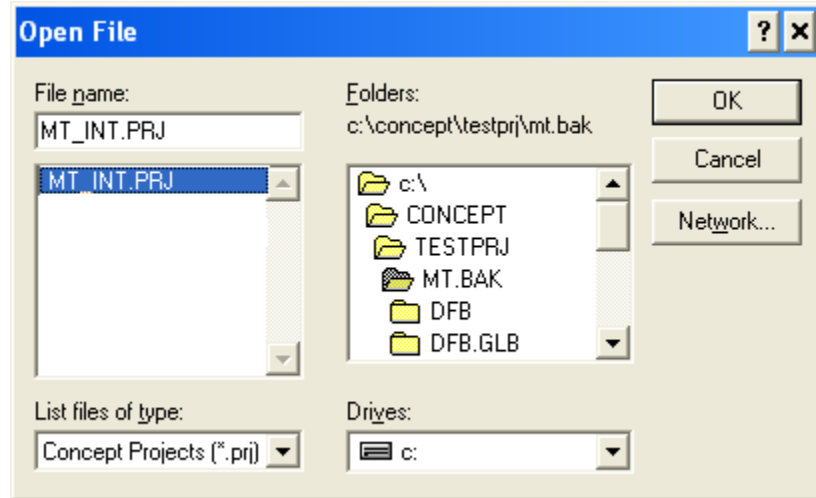 Open File
File name:
MT_INT.PRJ
MT_INT.PRJ
List files of type:
Concept Projects (*.prj)
Folders:
c:\concept\testprj\mt.bak
c:\
CONCEPT
TESTPRJ
MT.BAK
DFB
DFB.GLB
Drives:
c:
OK
Cancel
Network...